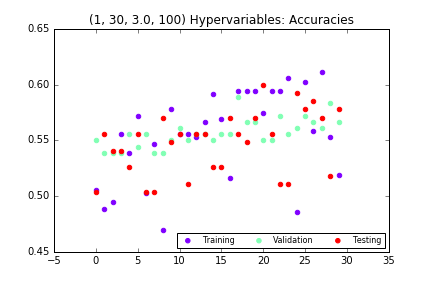 (1, 30, 3.0, 100) Hypervariables: Accuracies
0.65
0.60
0.55
0.50
0.45
−5 0 5 10 15 20 25 30 35
Training Validation Testing